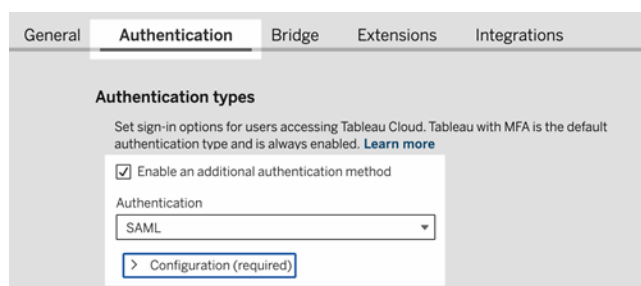 General Authentication Bridge Extensions Integrations
Authentication types
Set sign-in options for users accessing Tableau Cloud. Tableau with MFA is the default
authentication type and is always enabled. Learn more
Enable an additional authentication method
Authentication
SAML
Configuration (required)